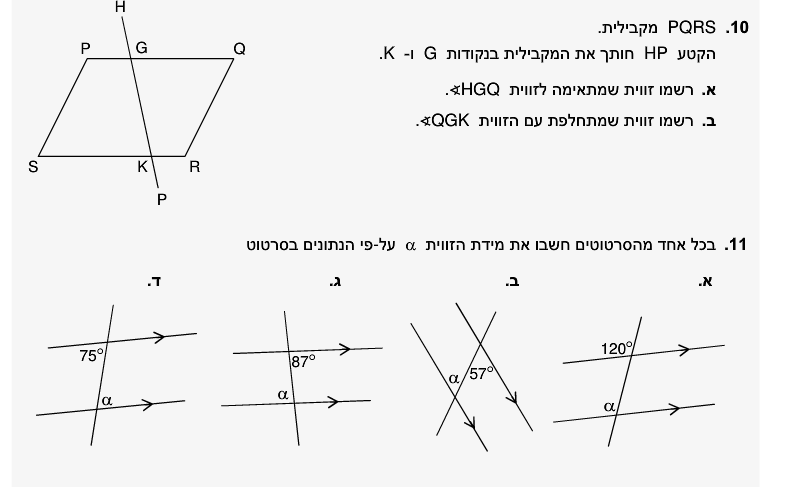 10. PQRS מקבילית.
הקטע HP חותך את המקבילית בנקודות G ו- K.
א. רשמו זווית שמתאימה לזווית HGQ∢.
ב. רשמו זווית שמתחלפת עם הזווית QGK∢.
H
P G Q
S K R
P
11. בכל אחד מהסרטוטים חשבו את מידת הזווית α על-פי הנתונים בסרטוט
א. ב. ג. ד.
120° 57° 87° 75°
α α α α